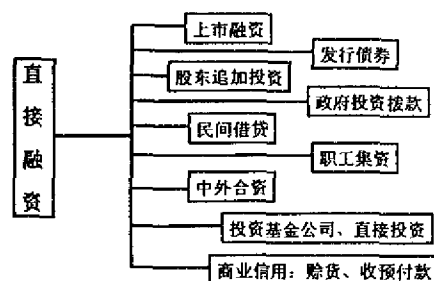 直接融资
上市融资
发行债券
股东追加投资
政府投资拨款
民间借贷
职工集资
中外合资
投资基金公司、直接投资
商业信用：赊货、收预付款